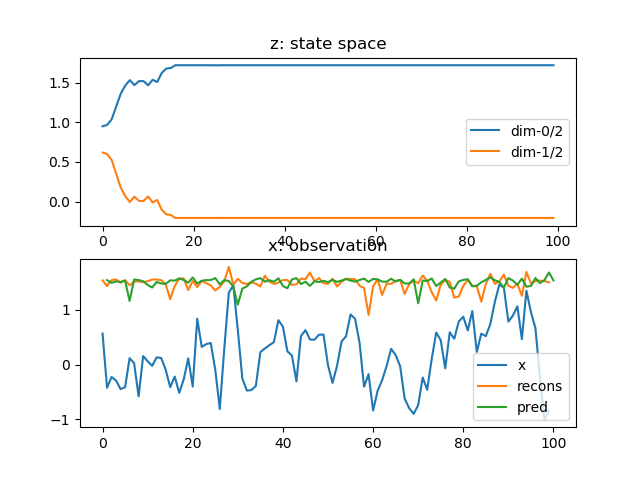 z: state space
1.5
1.0
0.5
0.0
dim-0/2
dim-1/2
0 20 40 60 80 100
x: observation
1
0
−1
x
recons
pred
0 20 40 60 80 100